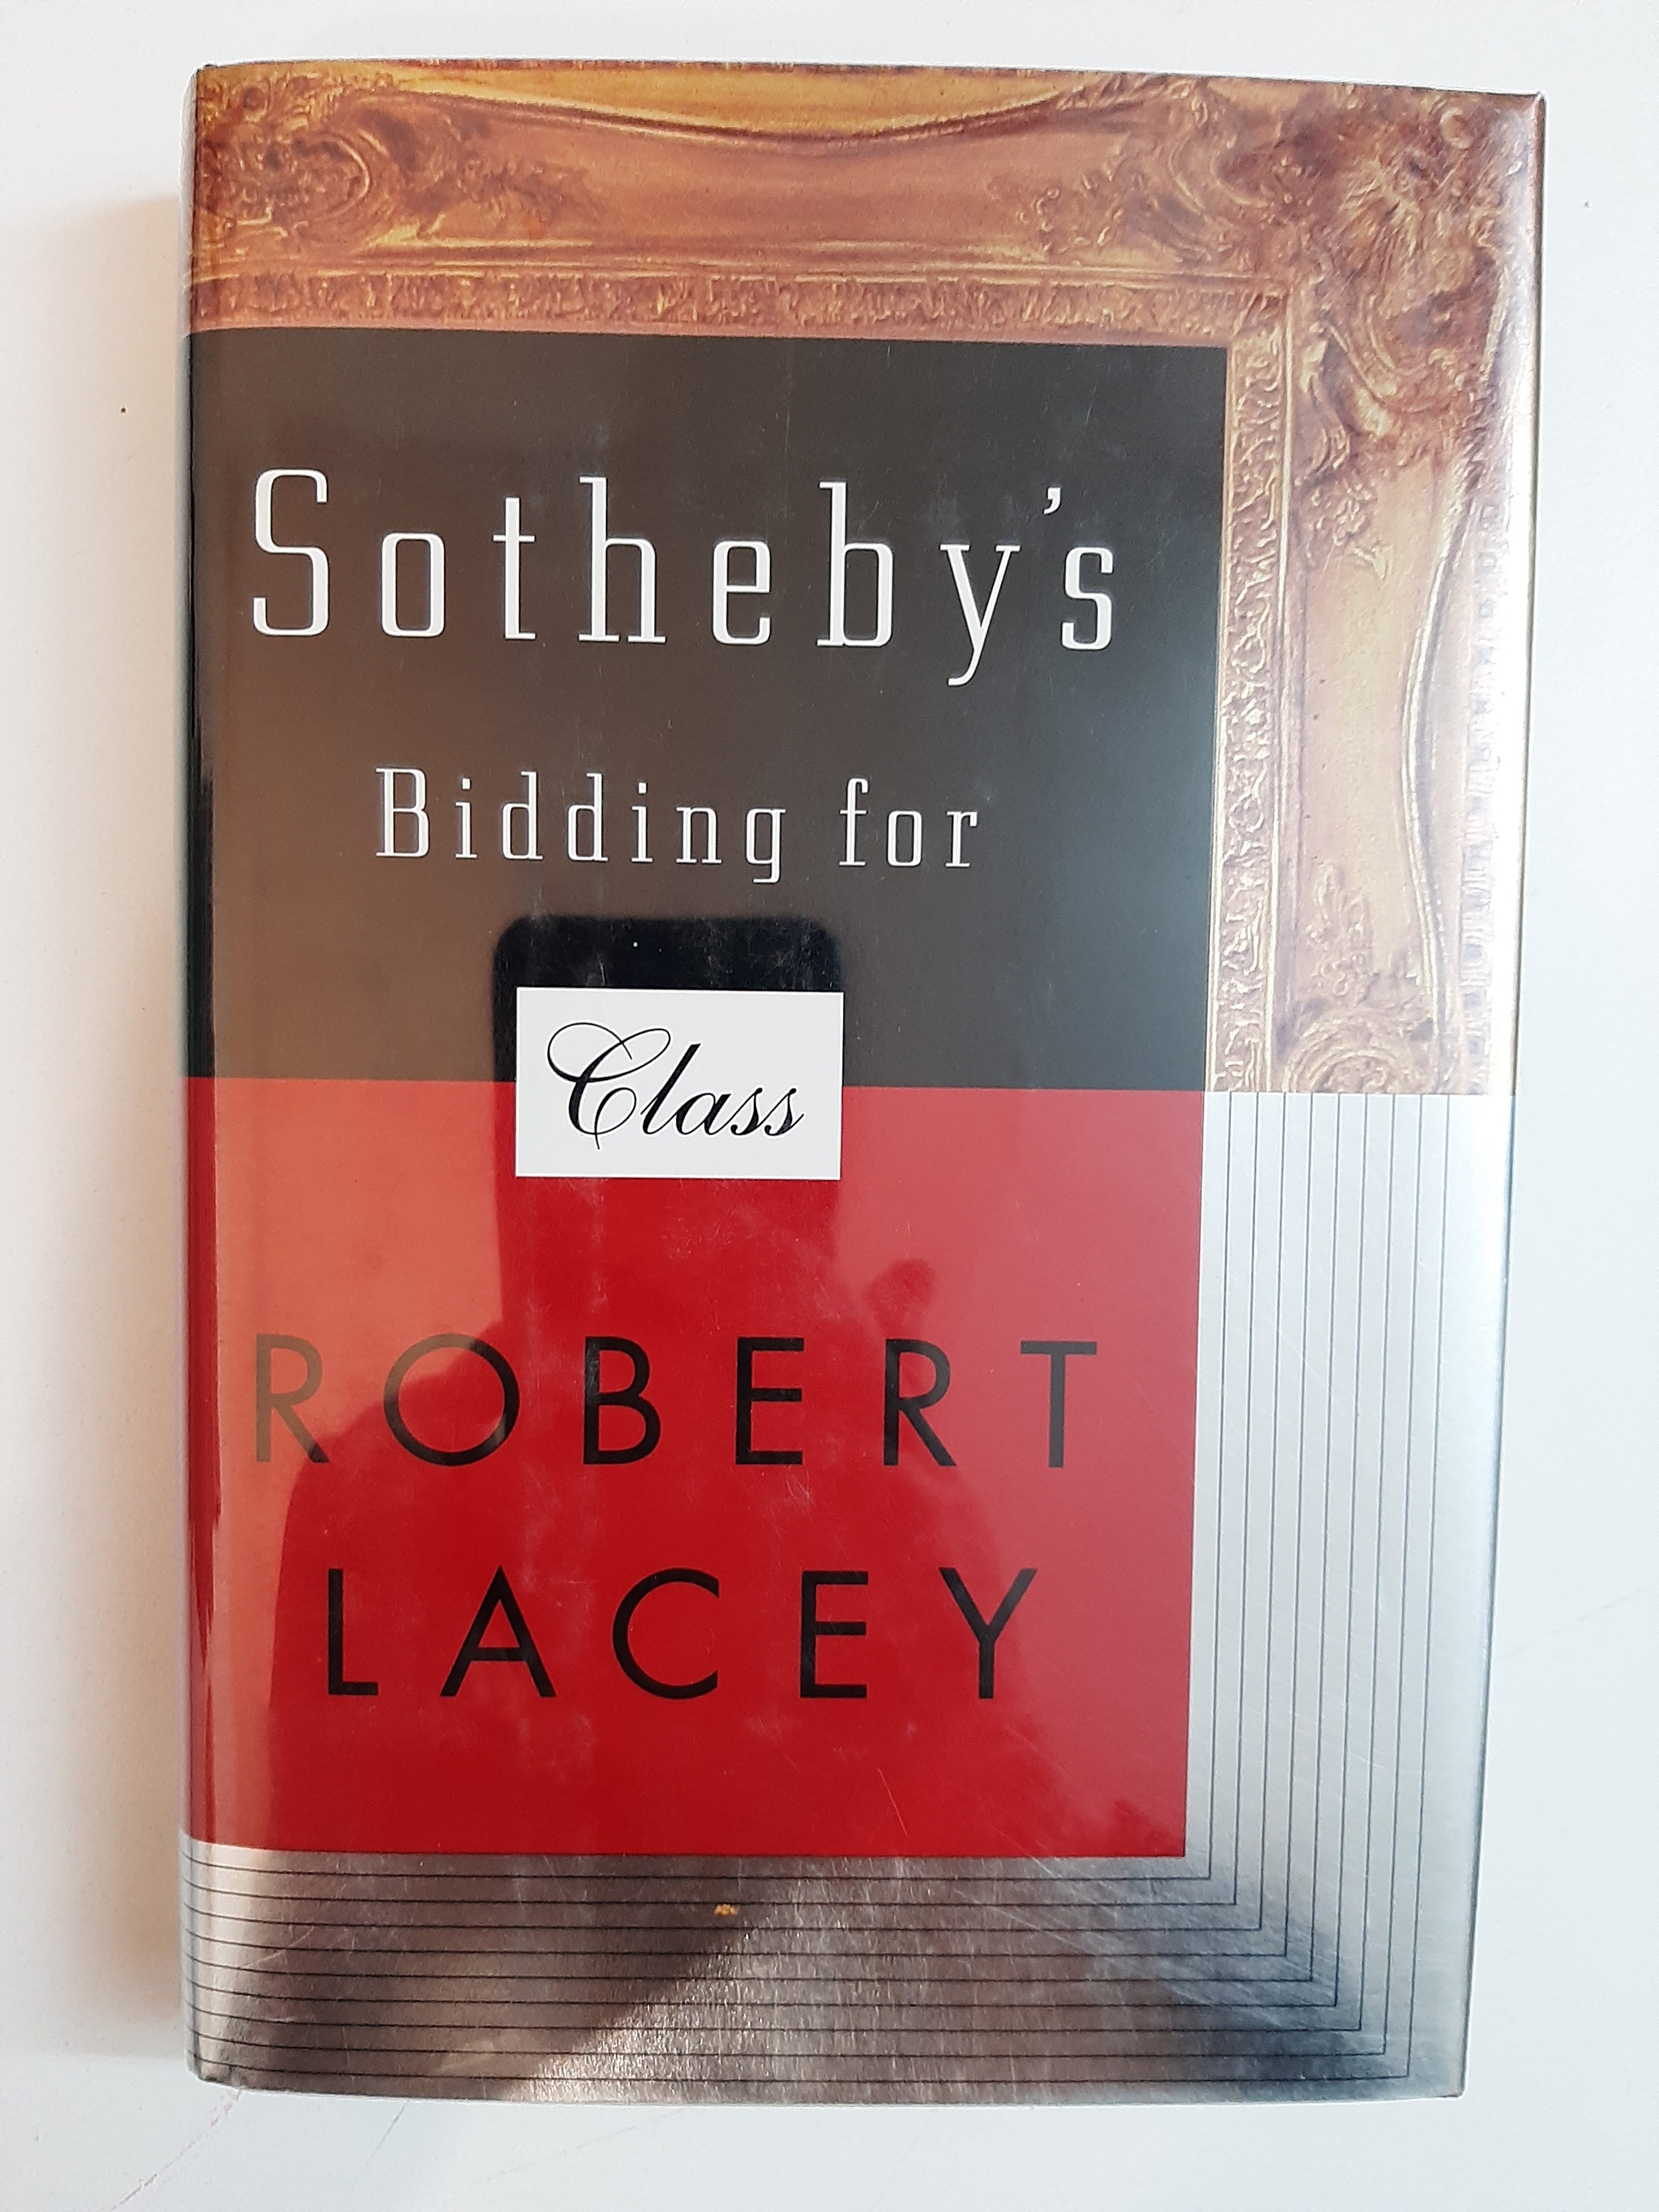 Sotheby's
Bidding for
Class
ROBERT
LACEY